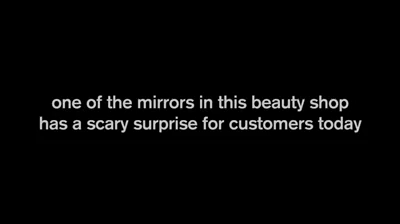 one of the mirrors in this beauty shop
has a scary surprise for customers today